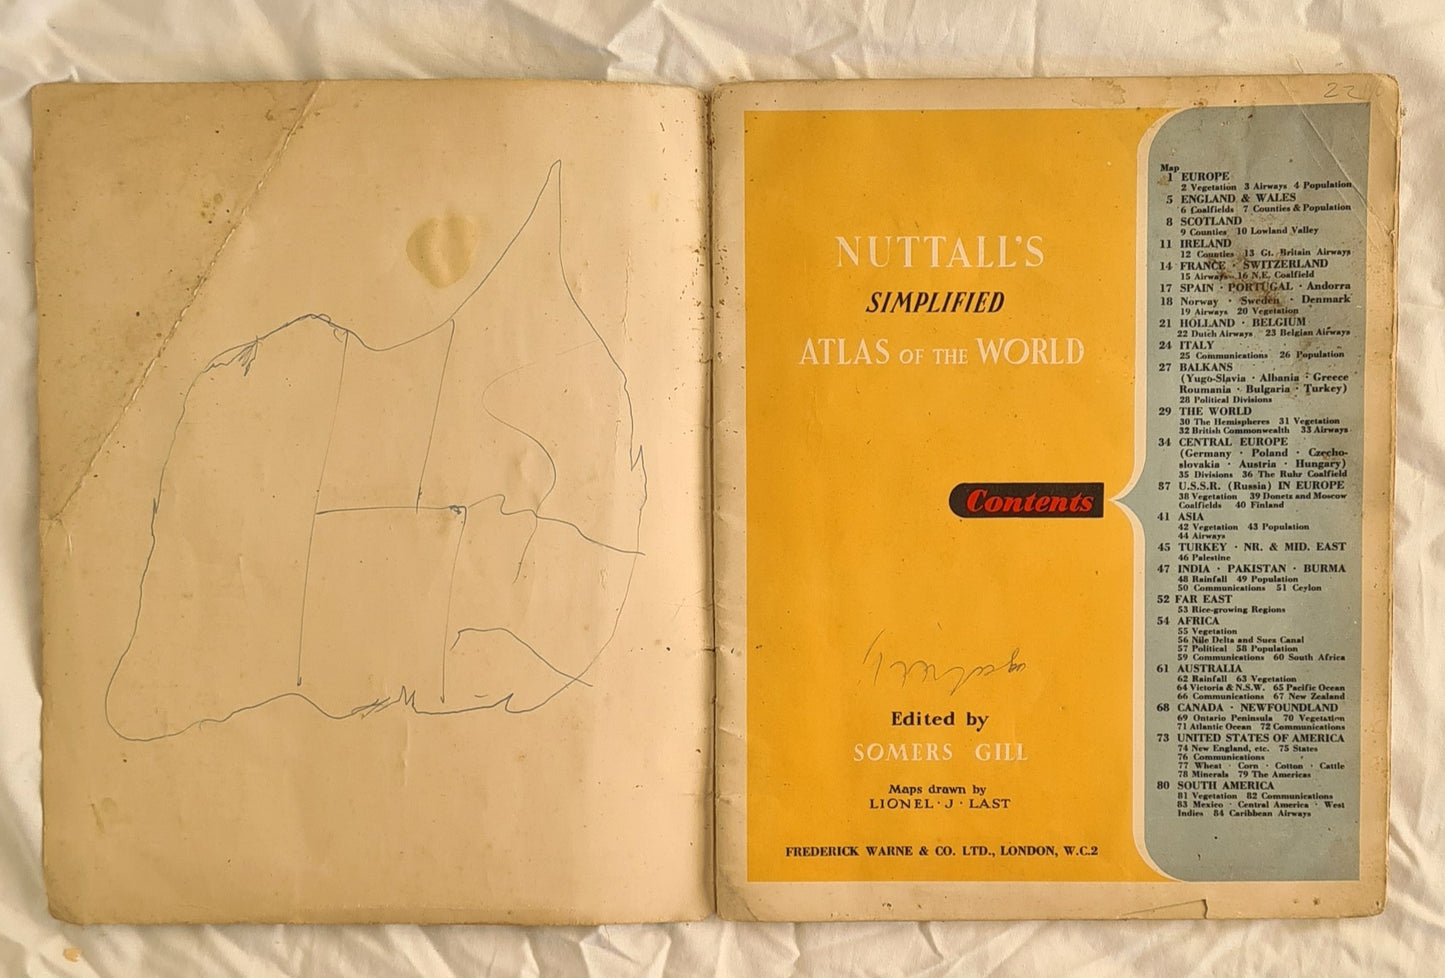 22
NUTTALL'S
SIMPLIFIED
ATLAS OF THE WORLD
Contents
Edited by
SOMERS GILL
Maps drawn by
LIONEL · J · LAST
FREDERICK WARNE & CO. LTD., LONDON, W.C.2
Map
1 EUROPE
2 Vegetation 3 Airways 4 Population
5 ENGLAND & WALES
6 Coalfields 7 Counties & Population
8 SCOTLAND
9 Counties 10 Lowland Valley
11 IRELAND
12 Counties 13 Gt. Britain Airways
14 FRANCE · SWITZERLAND
15 Airways 16 N.E. Coalfield
17 SPAIN · PORTUGAL · Andorra
18 Norway · Sweden · Denmark
19 Airways 20 Vegetation
21 HOLLAND · BELGIUM
22 Dutch Airways 23 Belgian Airways
24 ITALY
25 Communications 26 Population
27 BALKANS
(Yugo-Slavia · Albania · Greece
Roumania · Bulgaria · Turkey)
28 Political Divisions
29 THE WORLD
30 The Hemispheres 31 Vegetation
32 British Commonwealth 33 Airways
34 CENTRAL EUROPE
(Germany · Poland · Czecho-
slovakia · Austria · Hungary)
35 Divisions 36 The Ruhr Coalfield
37 U.S.S.R. (Russia) IN EUROPE
38 Vegetation 39 Donetz and Moscow
Coalfields 40 Finland
41 ASIA
42 Vegetation 43 Population
44 Airways
45 TURKEY · NR. & MID. EAST
46 Palestine
47 INDIA · PAKISTAN · BURMA
48 Rainfall 49 Population
50 Communications 51 Ceylon
52 FAR EAST
53 Rice-growing Regions
54 AFRICA
55 Vegetation
56 Nile Delta and Suez Canal
57 Political 58 Population
59 Communications 60 South Africa
61 AUSTRALIA
62 Rainfall 63 Vegetation
64 Victoria & N.S.W. 65 Pacific Ocean
66 Communications 67 New Zealand
68 CANADA · NEWFOUNDLAND
69 Ontario Peninsula 70 Vegetation
71 Atlantic Ocean 72 Communications
73 UNITED STATES OF AMERICA
74 New England, etc. 75 States
76 Communications
77 Wheat · Corn · Cotton · Cattle
78 Minerals 79 The Americas
80 SOUTH AMERICA
81 Vegetation 82 Communications
83 Mexico · Central America · West
Indies 84 Caribbean Airways